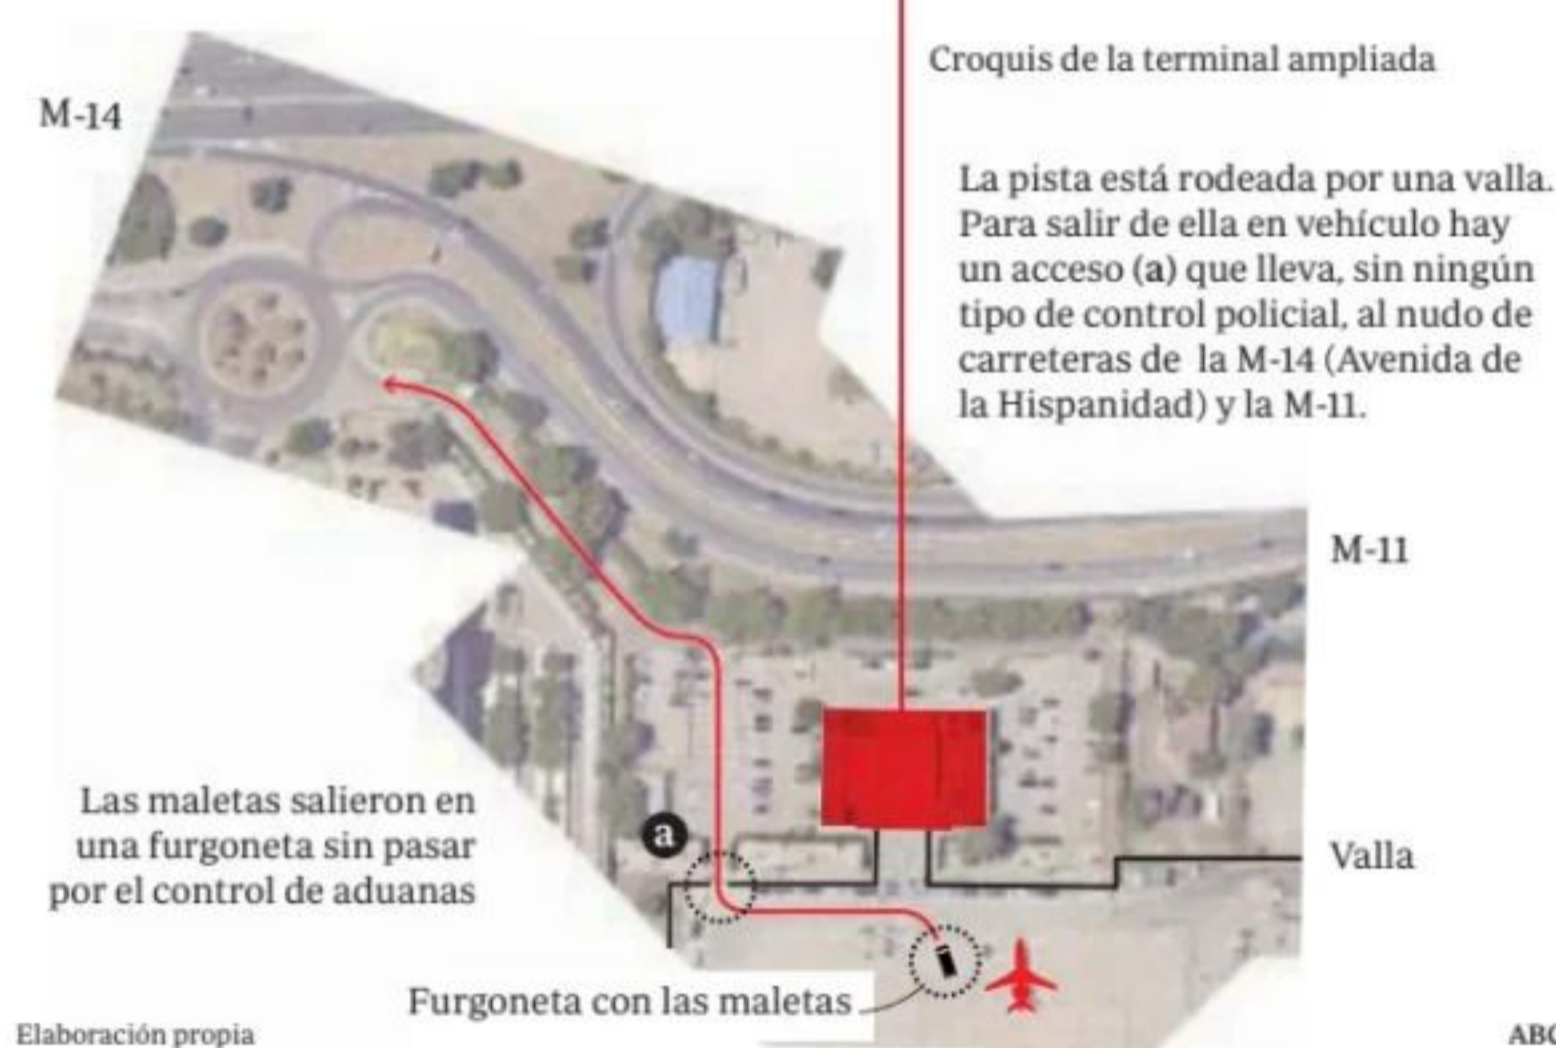 Croquis de la terminal ampliada
M-14
La pista está rodeada por una valla.
Para salir de ella en vehículo hay
un acceso (a) que lleva, sin ningún
tipo de control policial, al nudo de
carreteras de la M-14 (Avenida de
la Hispanidad) y la M-11.
M-11
Las maletas salieron en
una furgoneta sin pasar
por el control de aduanas
a
Valla
Furgoneta con las maletas
Elaboración propia
ABC